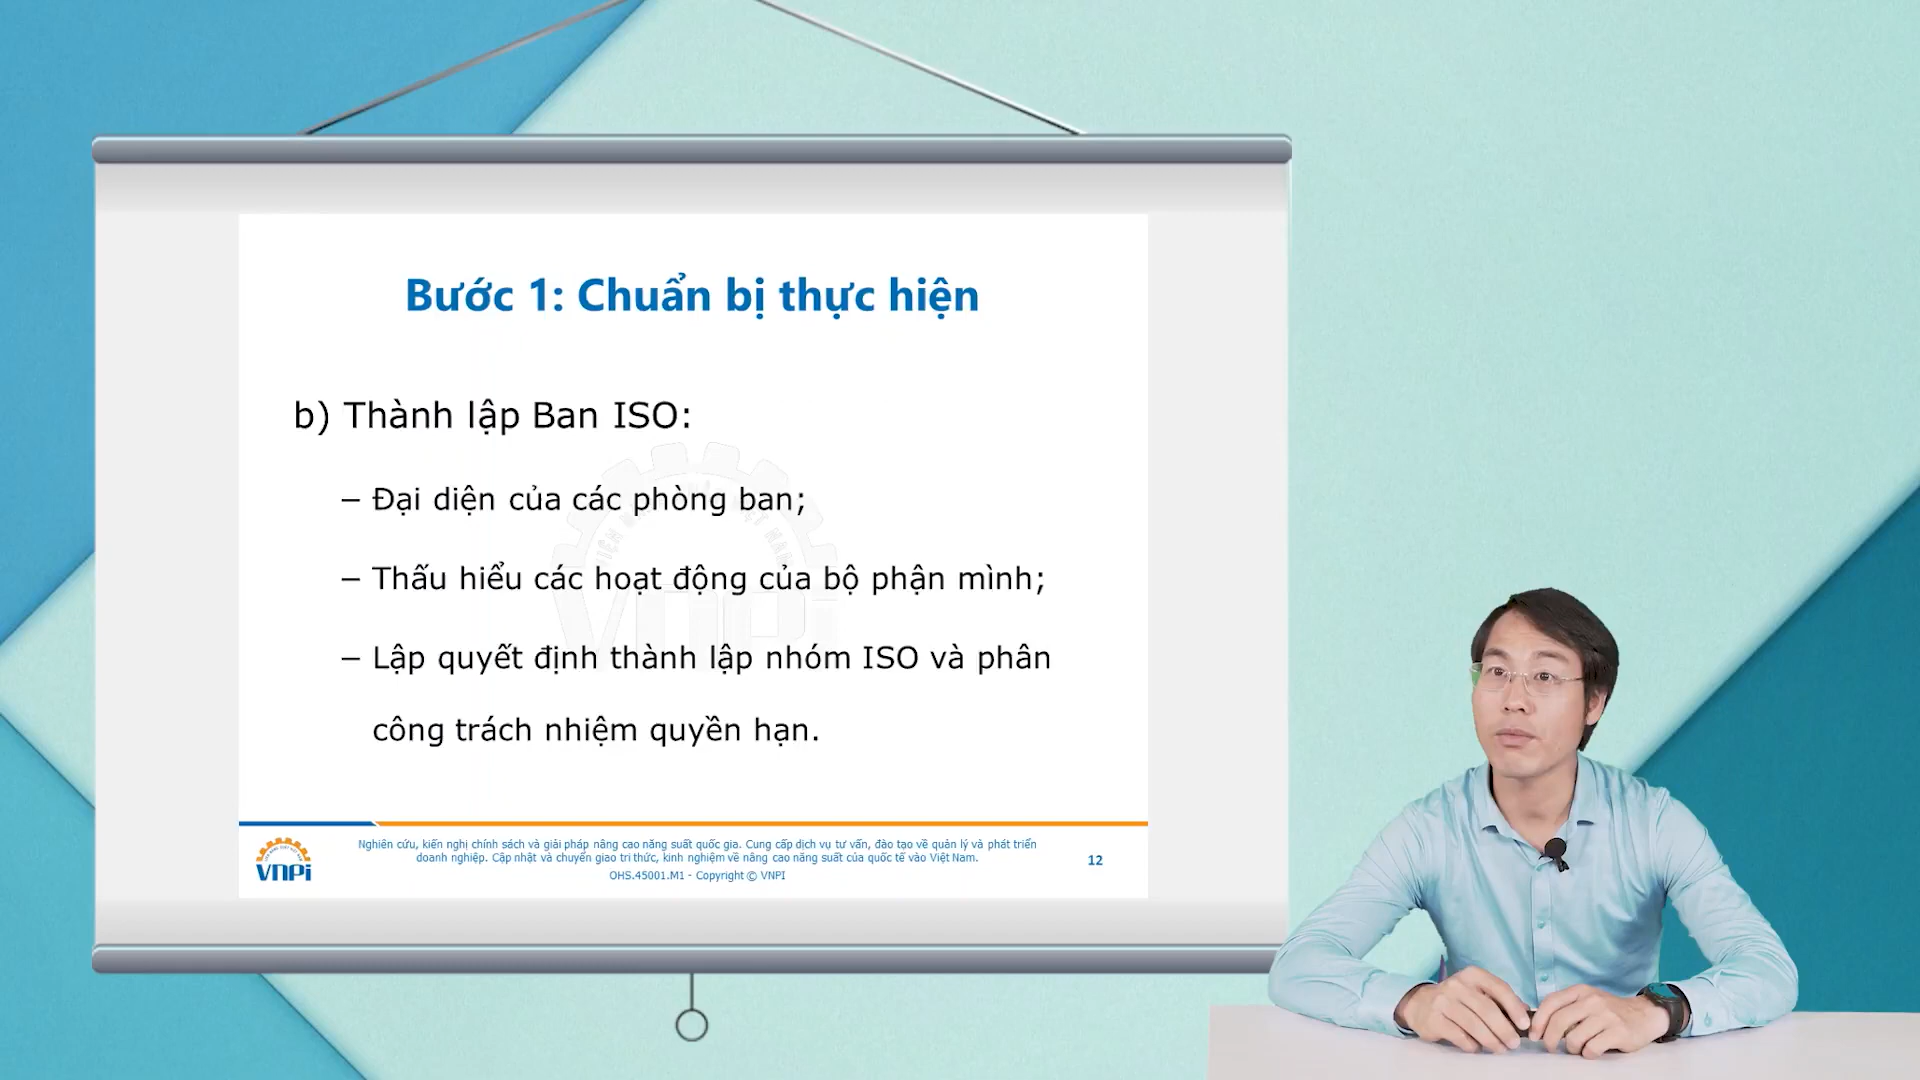 Bước 1: Chuẩn bị thực hiện
b) Thành lập Ban ISO:
– Đại diện của các phòng ban;
– Thấu hiểu các hoạt động của bộ phận mình;
– Lập quyết định thành lập nhóm ISO và phân
công trách nhiệm quyền hạn.
VNPi
Nghiên cứu, kiến nghị chính sách và giải pháp nâng cao năng suất quốc gia. Cung cấp dịch vụ tư vấn, đào tạo về quản lý và phát triển
doanh nghiệp. Cập nhật và chuyển giao tri thức, kinh nghiệm về nâng cao năng suất của quốc tế vào Việt Nam.
OHS.45001.M1 - Copyright © VNPI
12